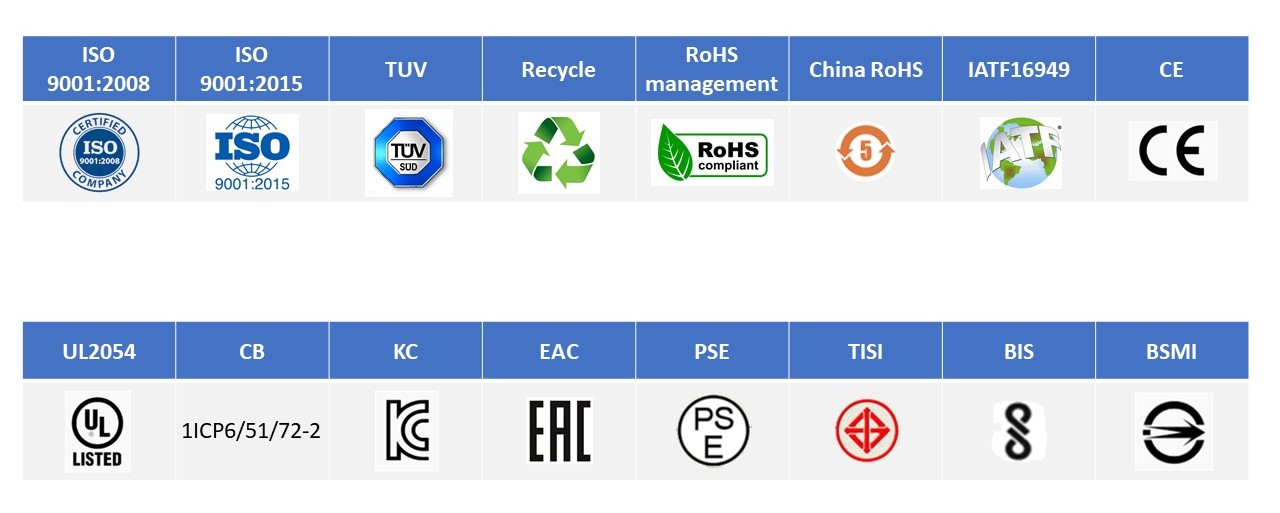 ISO
9001:2008
ISO
9001:2015
TUV
Recycle
RoHS
management
China RoHS
IATF16949
CE
CERTIFIED
ISO
9001:2008
COMPANY
ISO
9001:2015
TÜV
SÜD
RoHS
compliant
5
IATF
CE
UL2054
CB
KC
EAC
PSE
TISI
BIS
BSMI
UL
LISTED
1ICP6/51/72-2
KC
EAC
PS
E